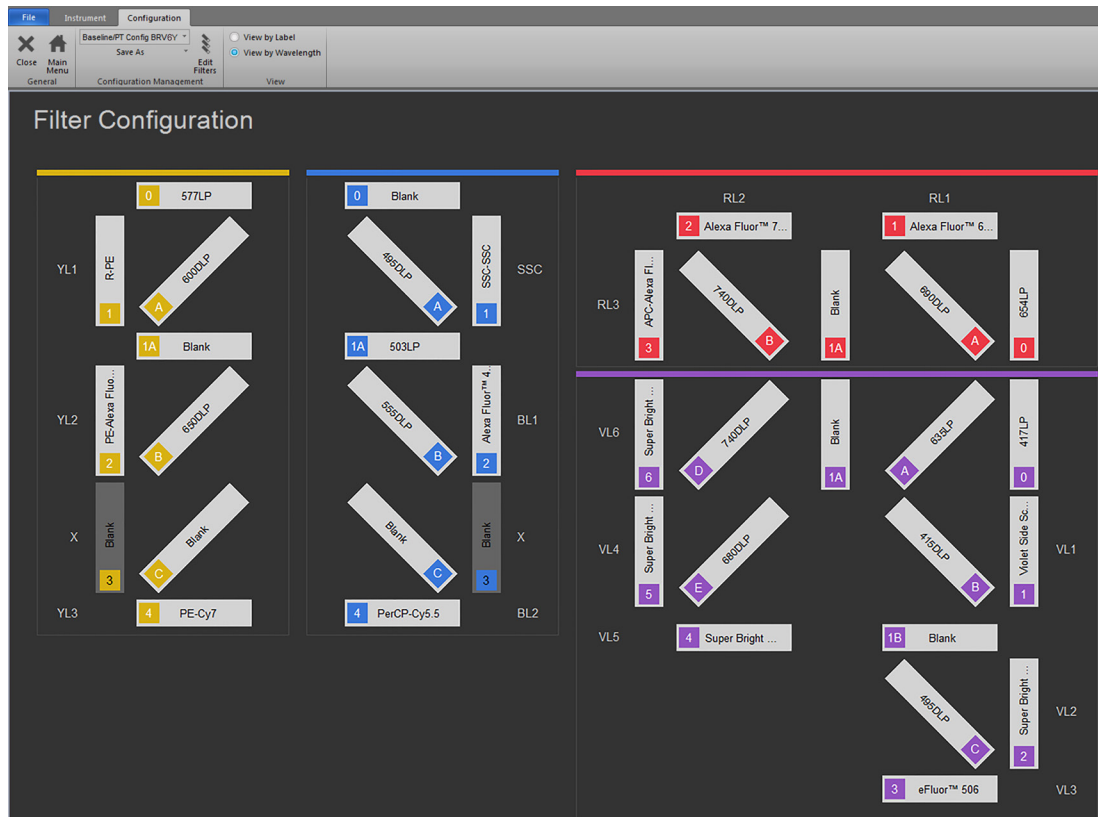 File Instrument Configuration
Baseline/PT Config BRV6Y
View by Label
Save As
View by Wavelength
Close Main Menu Edit Filters
General Configuration Management View
Filter Configuration
0 577LP
YL1
R-PE 1
600DLP A
1A Blank
YL2
PE-Alexa Fluo... 2
650DLP B
X
Blank 3
Blank C
YL3
4 PE-Cy7
0 Blank
495DLP A
SSC-SSC 1
SSC
1A 503LP
555DLP B
Alexa Fluor™ 4... 2
BL1
Blank C
Blank 3
X
4 PerCP-Cy5.5
BL2
RL2
RL1
2 Alexa Fluor™ 7...
1 Alexa Fluor™ 6...
RL3
APC-Alexa Fl... 3
740DLP B
Blank 1A
690DLP A
654LP 0
VL6
Super Bright ... 6
740DLP D
Blank 1A
635LP A
417LP 0
VL4
Super Bright ... 5
680DLP E
415DLP B
Violet Side Sc... 1
VL1
VL5
4 Super Bright ...
1B Blank
495DLP C
Super Bright ... 2
VL2
3 eFluor™ 506
VL3